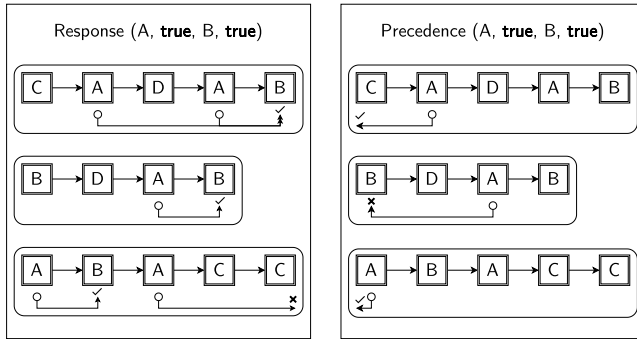 Response (A, true, B, true)
C A D A B
B D A B
A B A C C
Precedence (A, true, B, true)
C A D A B
B D A B
A B A C C